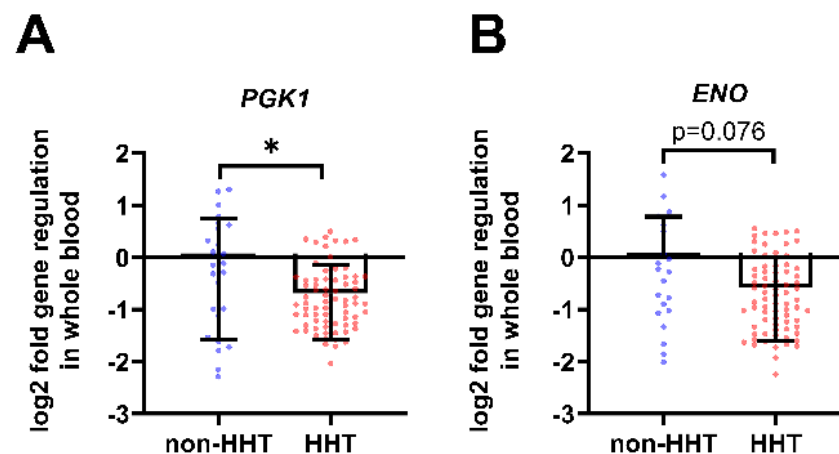 A
PGK1
*
log2 fold gene regulation
in whole blood
2
1
0
-1
-2
-3
non-HHT
HHT
B
ENO
p=0.076
log2 fold gene regulation
in whole blood
2
1
0
-1
-2
-3
non-HHT
HHT